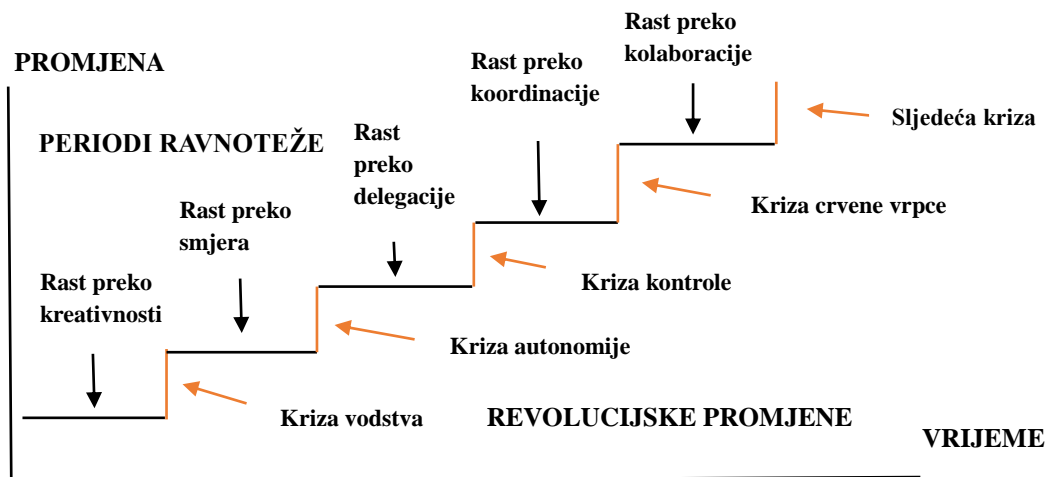 Rast preko
kolaboracije
PROMJENA
Rast preko
koordinacije
Sljedeća kriza
Rast
preko
delegacije
PERIODI RAVNOTEŽE
Kriza crvene vrpce
Rast preko
smjera
Kriza kontrole
Rast preko
kreativnosti
Kriza autonomije
Kriza vodstva
REVOLUCIJSKE PROMJENE
VRIJEME